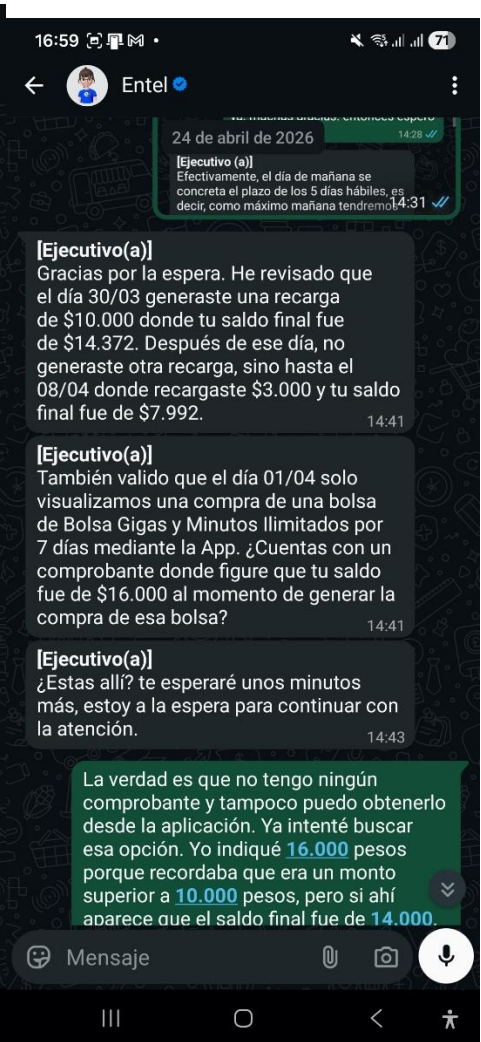 16:59
71
Entel
24 de abril de 2026
14:28
[Ejecutivo (a)]
Efectivamente, el día de mañana se
concreta el plazo de los 5 días hábiles, es
decir, como máximo mañana tendremos
14:31
[Ejecutivo(a)]
Gracias por la espera. He revisado que
el día 30/03 generaste una recarga
de $10.000 donde tu saldo final fue
de $14.372. Después de ese día, no
generaste otra recarga, sino hasta el
08/04 donde recargaste $3.000 y tu saldo
final fue de $7.992.
14:41
[Ejecutivo(a)]
También valido que el día 01/04 solo
visualizamos una compra de una bolsa
de Bolsa Gigas y Minutos Ilimitados por
7 días mediante la App. ¿Cuentas con un
comprobante donde figure que tu saldo
fue de $16.000 al momento de generar la
compra de esa bolsa?
14:41
[Ejecutivo(a)]
¿Estas allí? te esperaré unos minutos
más, estoy a la espera para continuar con
la atención.
14:43
La verdad es que no tengo ningún
comprobante y tampoco puedo obtenerlo
desde la aplicación. Ya intenté buscar
esa opción. Yo indiqué 16.000 pesos
porque recordaba que era un monto
superior a 10.000 pesos, pero si ahí
aparece que el saldo final fue de 14.000,
Mensaje